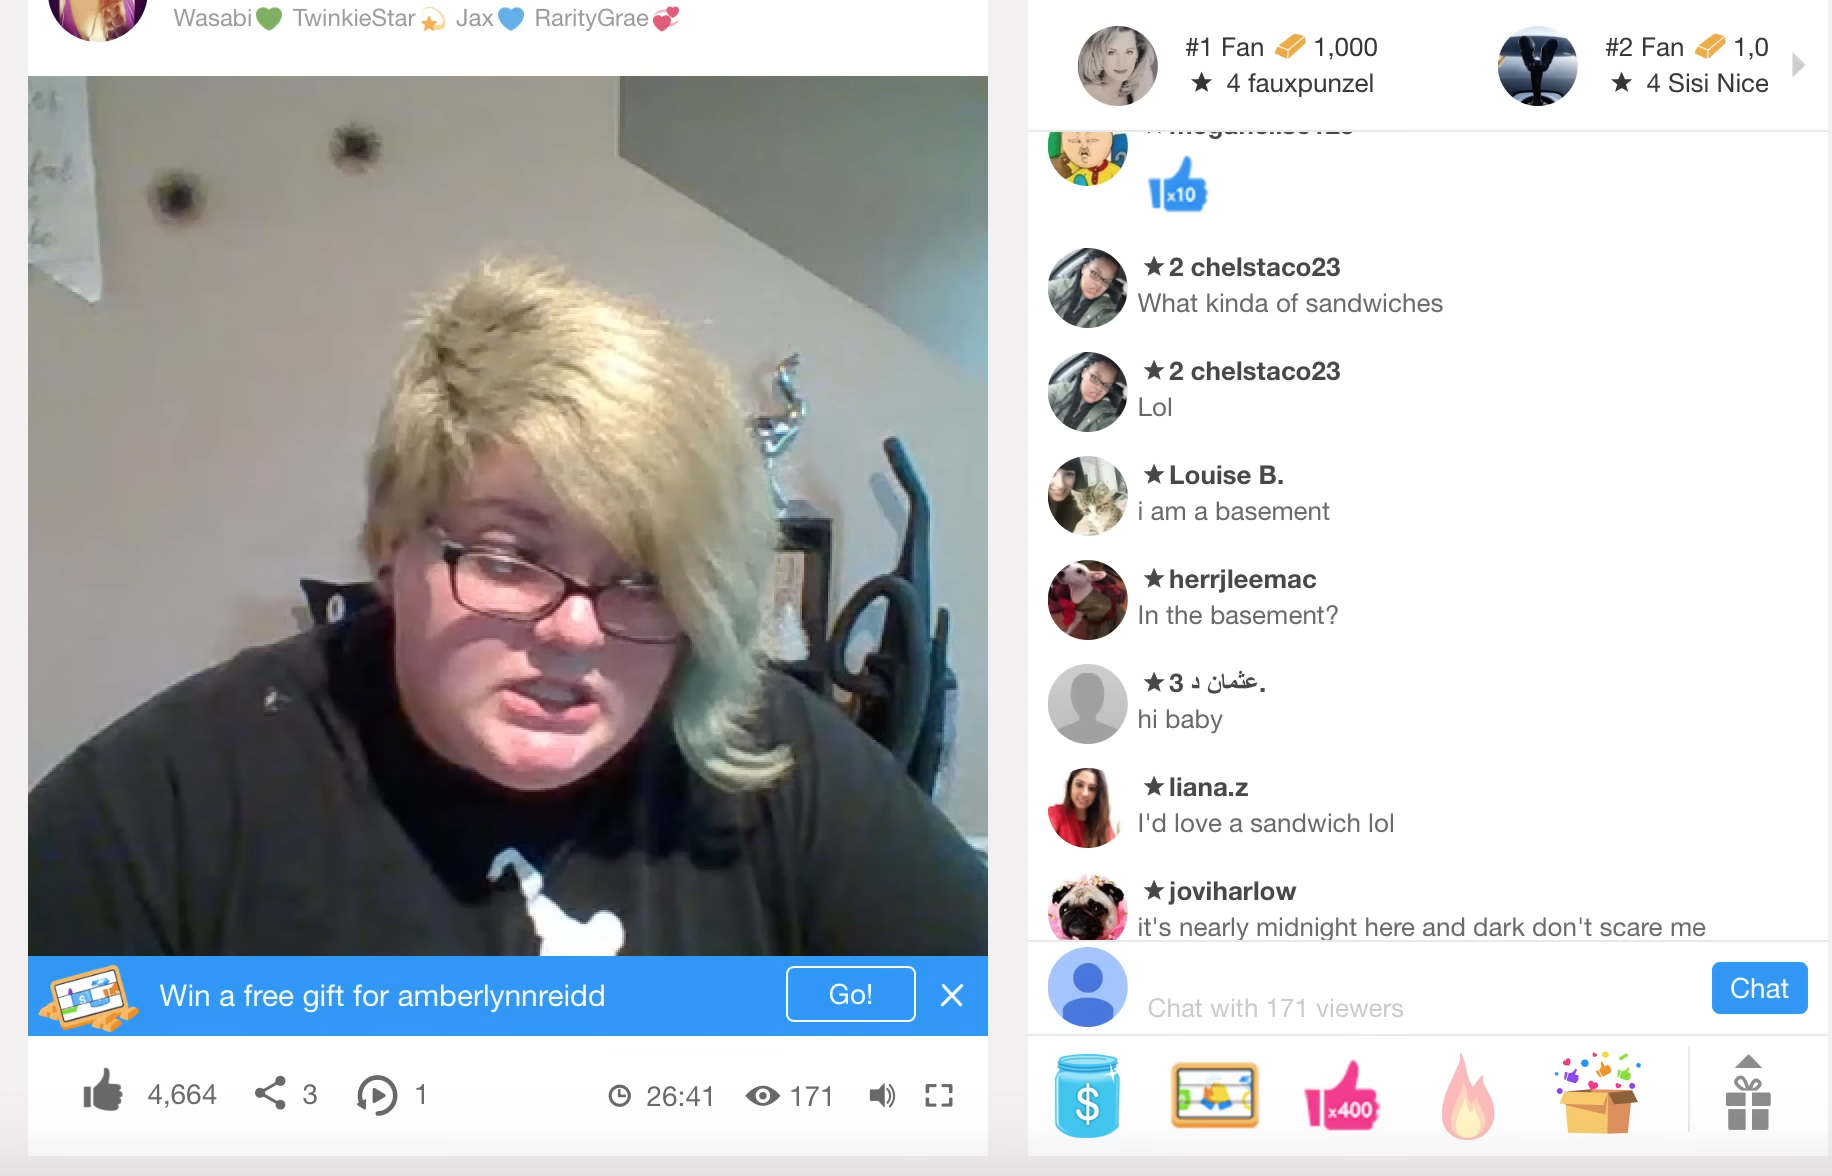 Wasabi💚 TwinkieStar💫 Jax💙 RarityGrae💞
#1 Fan 1,000
★ 4 fauxpunzel
#2 Fan 1,0
★ 4 Sisi Nice
x10
★2 chelstaco23
What kinda of sandwiches
★2 chelstaco23
Lol
★Louise B.
i am a basement
★herrjleemac
In the basement?
★3 عثمان د.
hi baby
★liana.z
I'd love a sandwich lol
★joviharlow
it's nearly midnight here and dark don't scare me
Win a free gift for amberlynnreidd
Go!
Chat with 171 viewers
Chat
4,664
3
1
26:41
171
$
x400